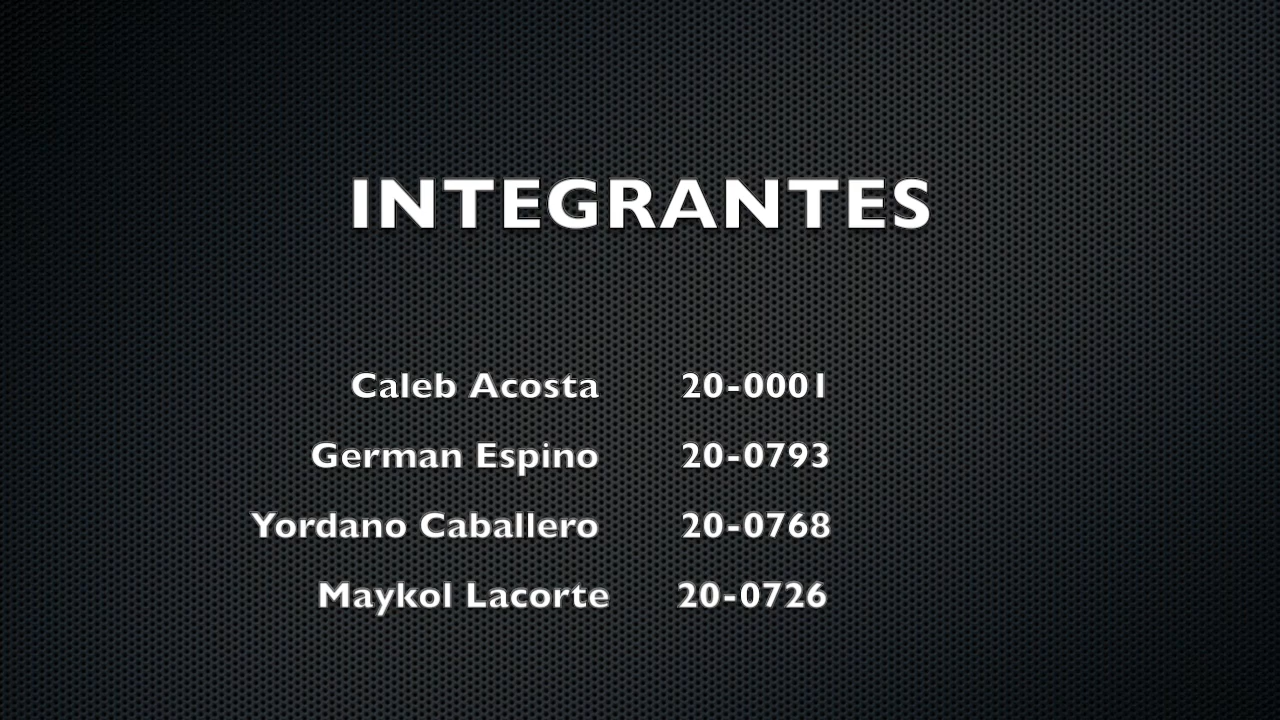 INTEGRANTES
Caleb Acosta 20-0001
German Espino 20-0793
Yordano Caballero 20-0768
Maykol Lacorte 20-0726